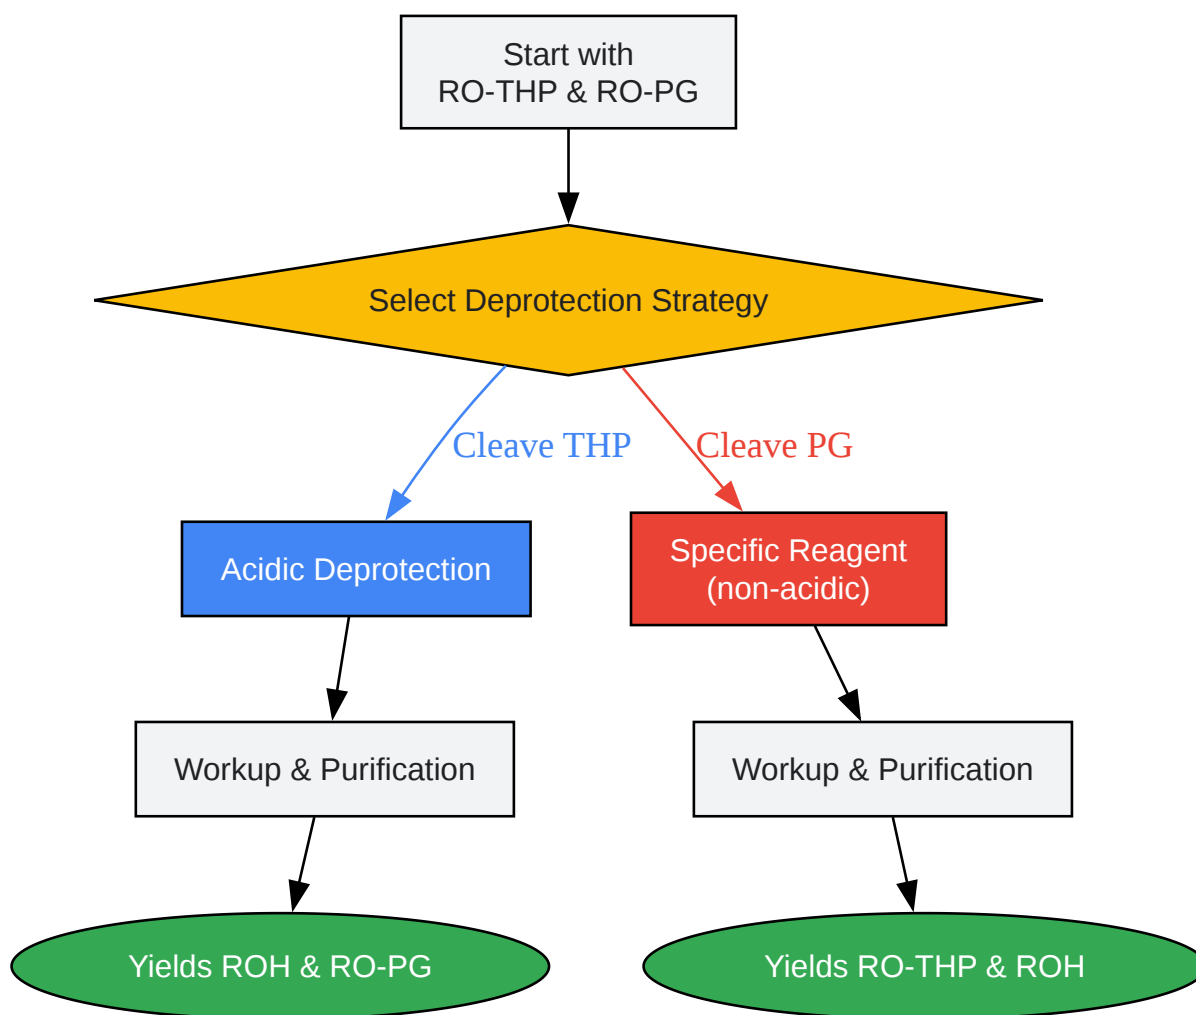 Start with
RO-THP & RO-PG
Select Deprotection Strategy
Cleave THP
Cleave PG
Acidic Deprotection
Specific Reagent
(non-acidic)
Workup & Purification
Workup & Purification
Yields ROH & RO-PG
Yields RO-THP & ROH